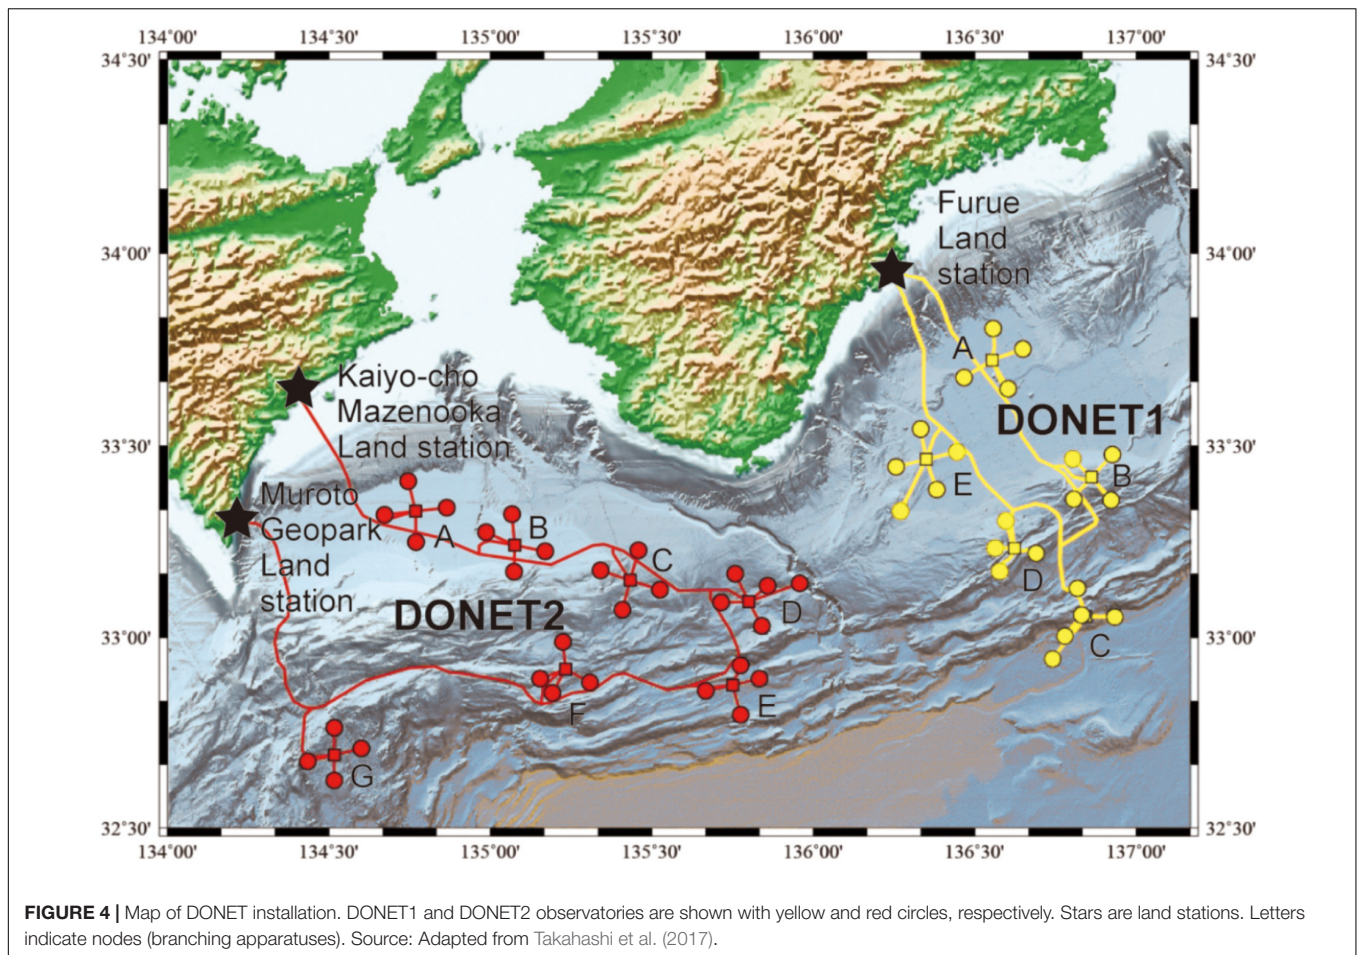 134°00' 134°30' 135°00' 135°30' 136°00' 136°30' 137°00'
34°30' 34°30'
Furue
Land
station
34°00' 34°00'
A
Kaiyo-cho
Mazenooka
Land station
DONET1
33°30' 33°30'
B
E
Muroto
Geopark
Land
station
A
B
C
D
D
DONET2
33°00' 33°00'
C
E
F
G
32°30' 32°30'
134°00' 134°30' 135°00' 135°30' 136°00' 136°30' 137°00'
FIGURE 4 | Map of DONET installation. DONET1 and DONET2 observatories are shown with yellow and red circles, respectively. Stars are land stations. Letters
indicate nodes (branching apparatuses). Source: Adapted from Takahashi et al. (2017).